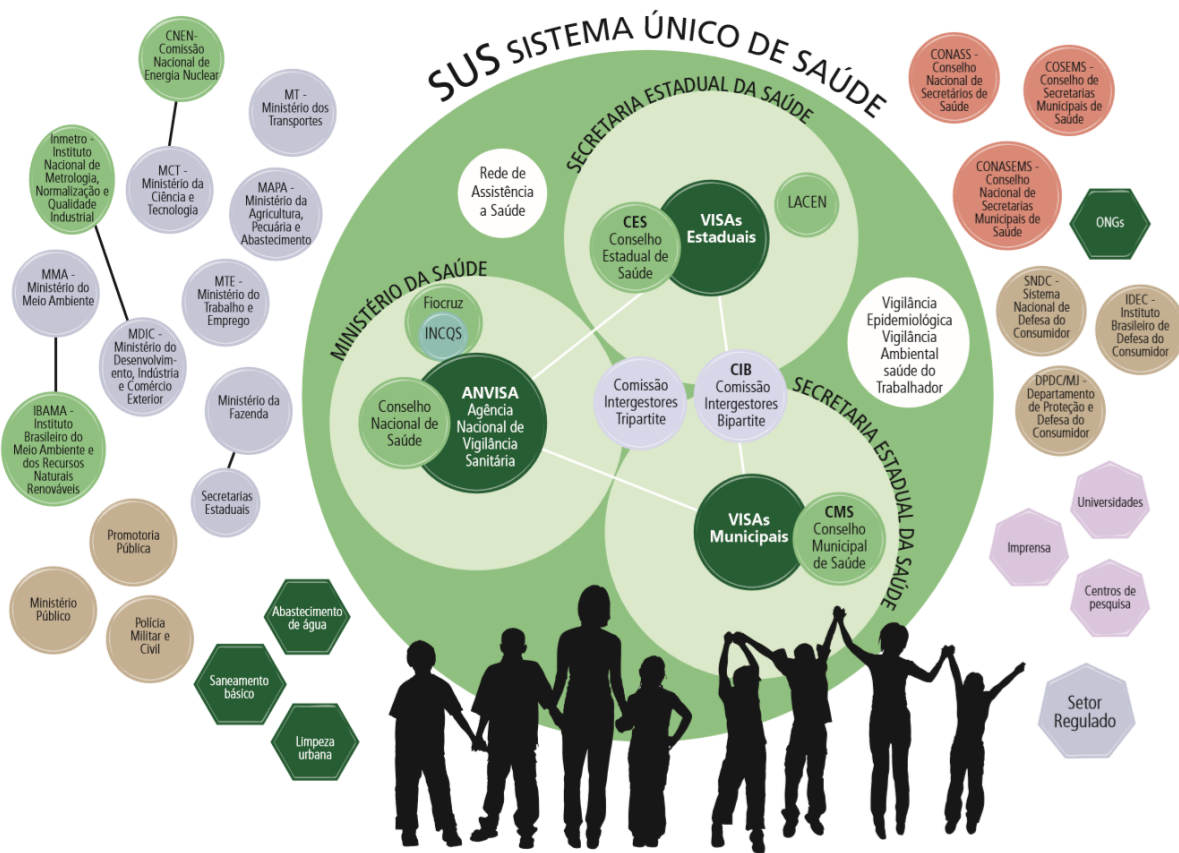 SUS SISTEMA ÚNICO DE SAÚDE
CNEN-
Comissão
Nacional de
Energia Nuclear
MT -
Ministério dos
Transportes
Inmetro -
Instituto
Nacional de
Metrologia,
Normalização e
Qualidade
Industrial
MCT -
Ministério da
Ciência e
Tecnologia
MAPA -
Ministério da
Agricultura,
Pecuária e
Abastecimento
MMA -
Ministério do
Meio Ambiente
MTE -
Ministério do
Trabalho e
Emprego
MDIC -
Ministério do
Desenvolvim-
ento, Indústria
e Comércio
Exterior
Ministério da
Fazenda
IBAMA -
Instituto
Brasileiro do
Meio Ambiente e
dos Recursos
Naturais
Renováveis
Secretarias
Estaduais
Promotoria
Pública
Ministério
Público
Polícia
Militar e
Civil
Abastecimento
de água
Saneamento
básico
Limpeza
urbana
Rede de
Assistência
a Saúde
SECRETARIA ESTADUAL DA SAÚDE
CES
Conselho
Estadual de
Saúde
VISAs
Estaduais
LACEN
MINISTÉRIO DA SAÚDE
Fiocruz
INCQS
Conselho
Nacional de
Saúde
ANVISA
Agência
Nacional de
Vigilância
Sanitária
Comissão
Intergestores
Tripartite
CIB
Comissão
Intergestores
Bipartite
Vigilância
Epidemiológica
Vigilância
Ambiental
saúde do
Trabalhador
SECRETARIA ESTADUAL DA SAÚDE
VISAs
Municipais
CMS
Conselho
Municipal
de Saúde
CONASS -
Conselho
Nacional de
Secretários de
Saúde
COSEMS -
Conselho de
Secretarias
Municipais de
Saúde
CONASEMS -
Conselho
Nacional de
Secretarias
Municipais de
Saúde
ONGs
SNDC -
Sistema
Nacional de
Defesa do
Consumidor
IDEC -
Instituto
Brasileiro de
Defesa do
Consumidor
DPDC/MJ -
Departamento
de Proteção e
Defesa do
Consumidor
Universidades
Imprensa
Centros de
pesquisa
Setor
Regulado